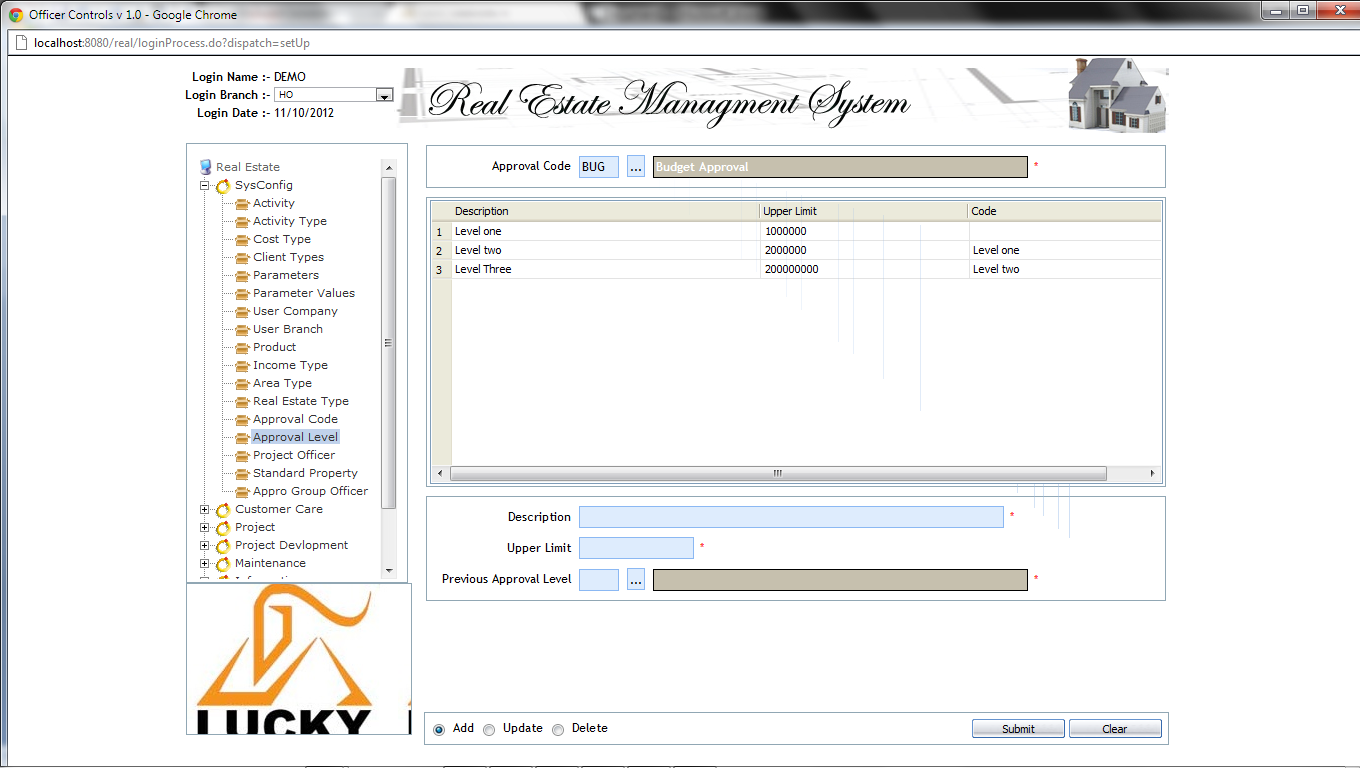 Officer Controls v 1.0 - Google Chrome
localhost:8080/real/loginProcess.do?dispatch=setUp
Login Name :- DEMO
Login Branch :- HO
Login Date :- 11/10/2012
Real Estate Managment System
Real Estate
SysConfig
Activity
Activity Type
Cost Type
Client Types
Parameters
Parameter Values
User Company
User Branch
Product
Income Type
Area Type
Real Estate Type
Approval Code
Approval Level
Project Officer
Standard Property
Appro Group Officer
Customer Care
Project
Project Devlopment
Maintenance
LUCKY
Approval Code BUG ... Budget Approval *
Description Upper Limit Code
1 Level one 1000000
2 Level two 2000000 Level one
3 Level Three 200000000 Level two
Description *
Upper Limit *
Previous Approval Level ... *
Add Update Delete Submit Clear